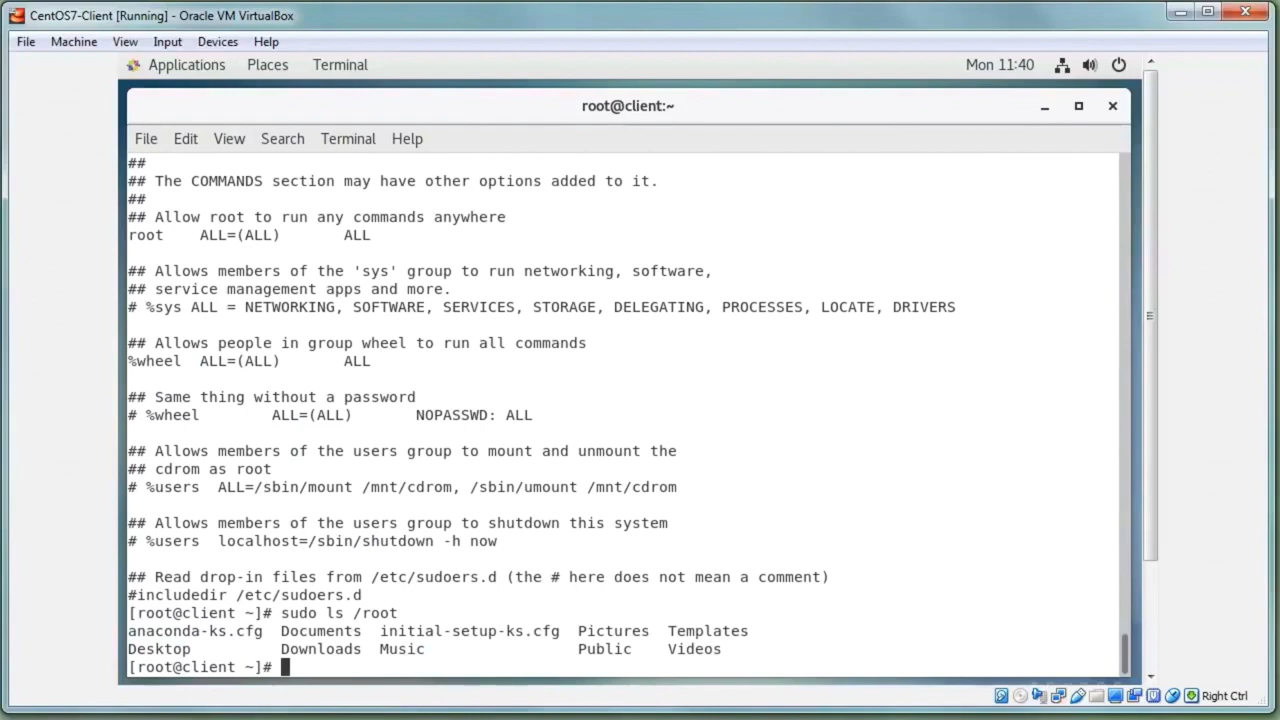 CentOS7-Client [Running] - Oracle VM VirtualBox
File Machine View Input Devices Help
Applications Places Terminal Mon 11:40
root@client:~
File Edit View Search Terminal Help
##
## The COMMANDS section may have other options added to it.
##
## Allow root to run any commands anywhere
root ALL=(ALL) ALL
## Allows members of the 'sys' group to run networking, software,
## service management apps and more.
# %sys ALL = NETWORKING, SOFTWARE, SERVICES, STORAGE, DELEGATING, PROCESSES, LOCATE, DRIVERS
## Allows people in group wheel to run all commands
%wheel ALL=(ALL) ALL
## Same thing without a password
# %wheel ALL=(ALL) NOPASSWD: ALL
## Allows members of the users group to mount and unmount the
## cdrom as root
# %users ALL=/sbin/mount /mnt/cdrom, /sbin/umount /mnt/cdrom
## Allows members of the users group to shutdown this system
# %users localhost=/sbin/shutdown -h now
## Read drop-in files from /etc/sudoers.d (the # here does not mean a comment)
#includedir /etc/sudoers.d
[root@client ~]# sudo ls /root
anaconda-ks.cfg Documents initial-setup-ks.cfg Pictures Templates
Desktop Downloads Music Public Videos
[root@client ~]#
Right Ctrl